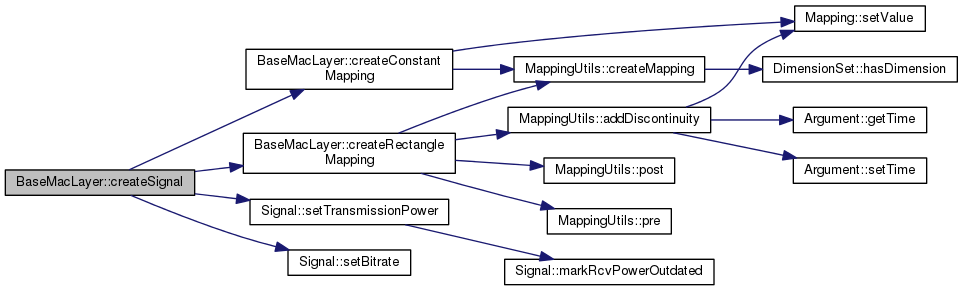 BaseMacLayer::createSignal
BaseMacLayer::createConstant
Mapping
BaseMacLayer::createRectangle
Mapping
Signal::setTransmissionPower
Signal::setBitrate
MappingUtils::createMapping
MappingUtils::addDiscontinuity
MappingUtils::post
MappingUtils::pre
Signal::markRcvPowerOutdated
Mapping::setValue
DimensionSet::hasDimension
Argument::getTime
Argument::setTime